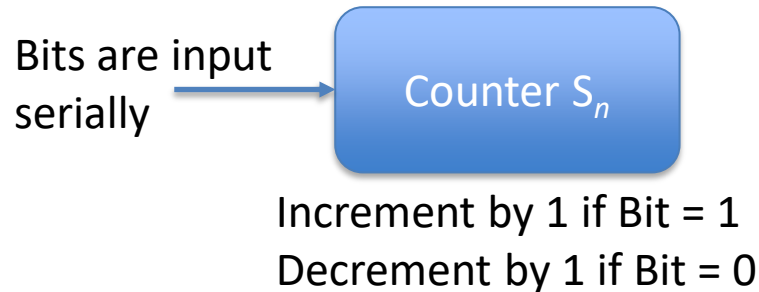 Bits are input
serially
Counter Sn
Increment by 1 if Bit = 1
Decrement by 1 if Bit = 0